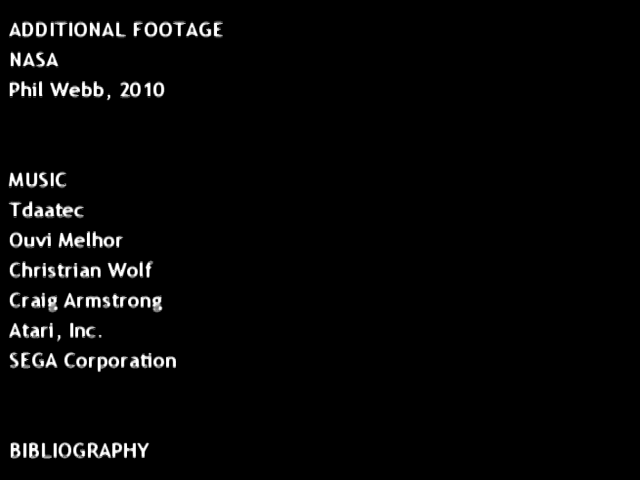 ADDITIONAL FOOTAGE
NASA
Phil Webb, 2010
MUSIC
Tdaatec
Ouvi Melhor
Christrian Wolf
Craig Armstrong
Atari, Inc.
SEGA Corporation
BIBLIOGRAPHY